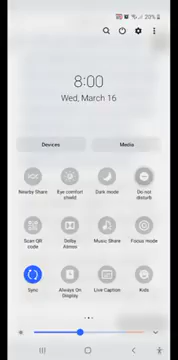 20%
8:00
Wed, March 16
Devices Media
Nearby Share Eye comfort shield Dark mode Do not disturb
Scan QR code Dolby Atmos Music Share Focus mode
Sync Always On Display Live Caption Kids